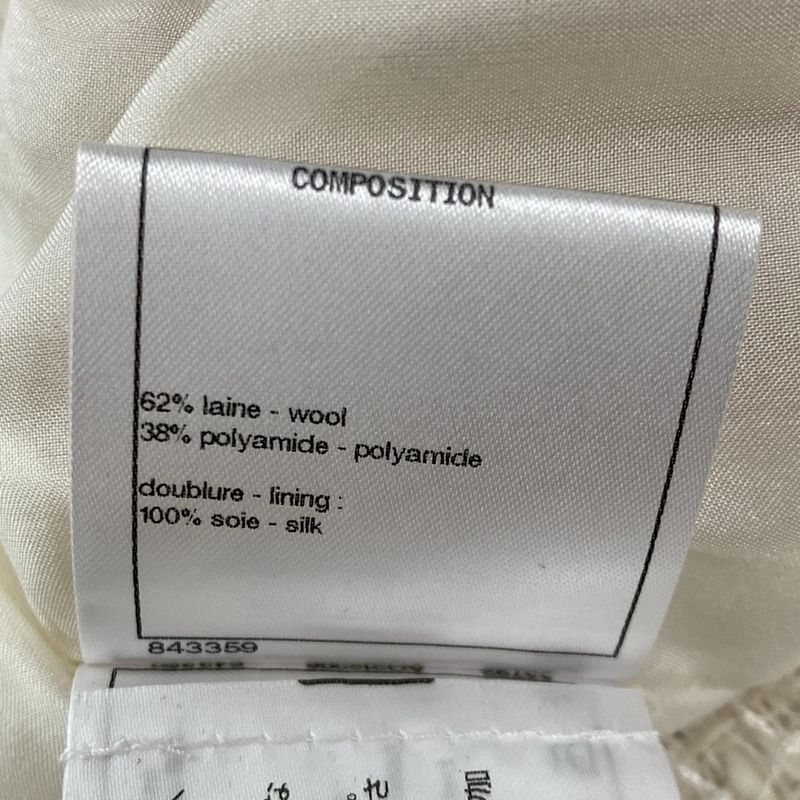 COMPOSITION
62% laine - wool
38% polyamide - polyamide
doublure - lining :
100% soie - silk
843359